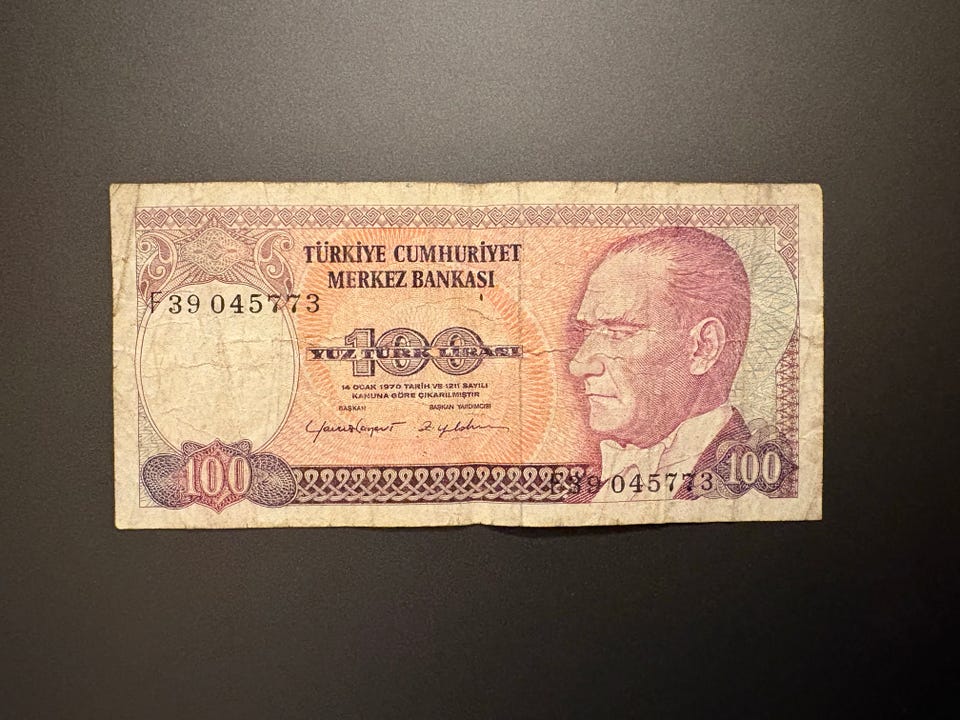 TÜRKİYE CUMHURİYET
MERKEZ BANKASI
F39 045773
100
YÜZ TÜRK LİRASI
14 OCAK 1970 TARİH VE 1211 SAYILI
KANUNA GÖRE ÇIKARILMIŞTIR
BAŞKAN BAŞKAN YARDIMCISI
100
F39 045773
100